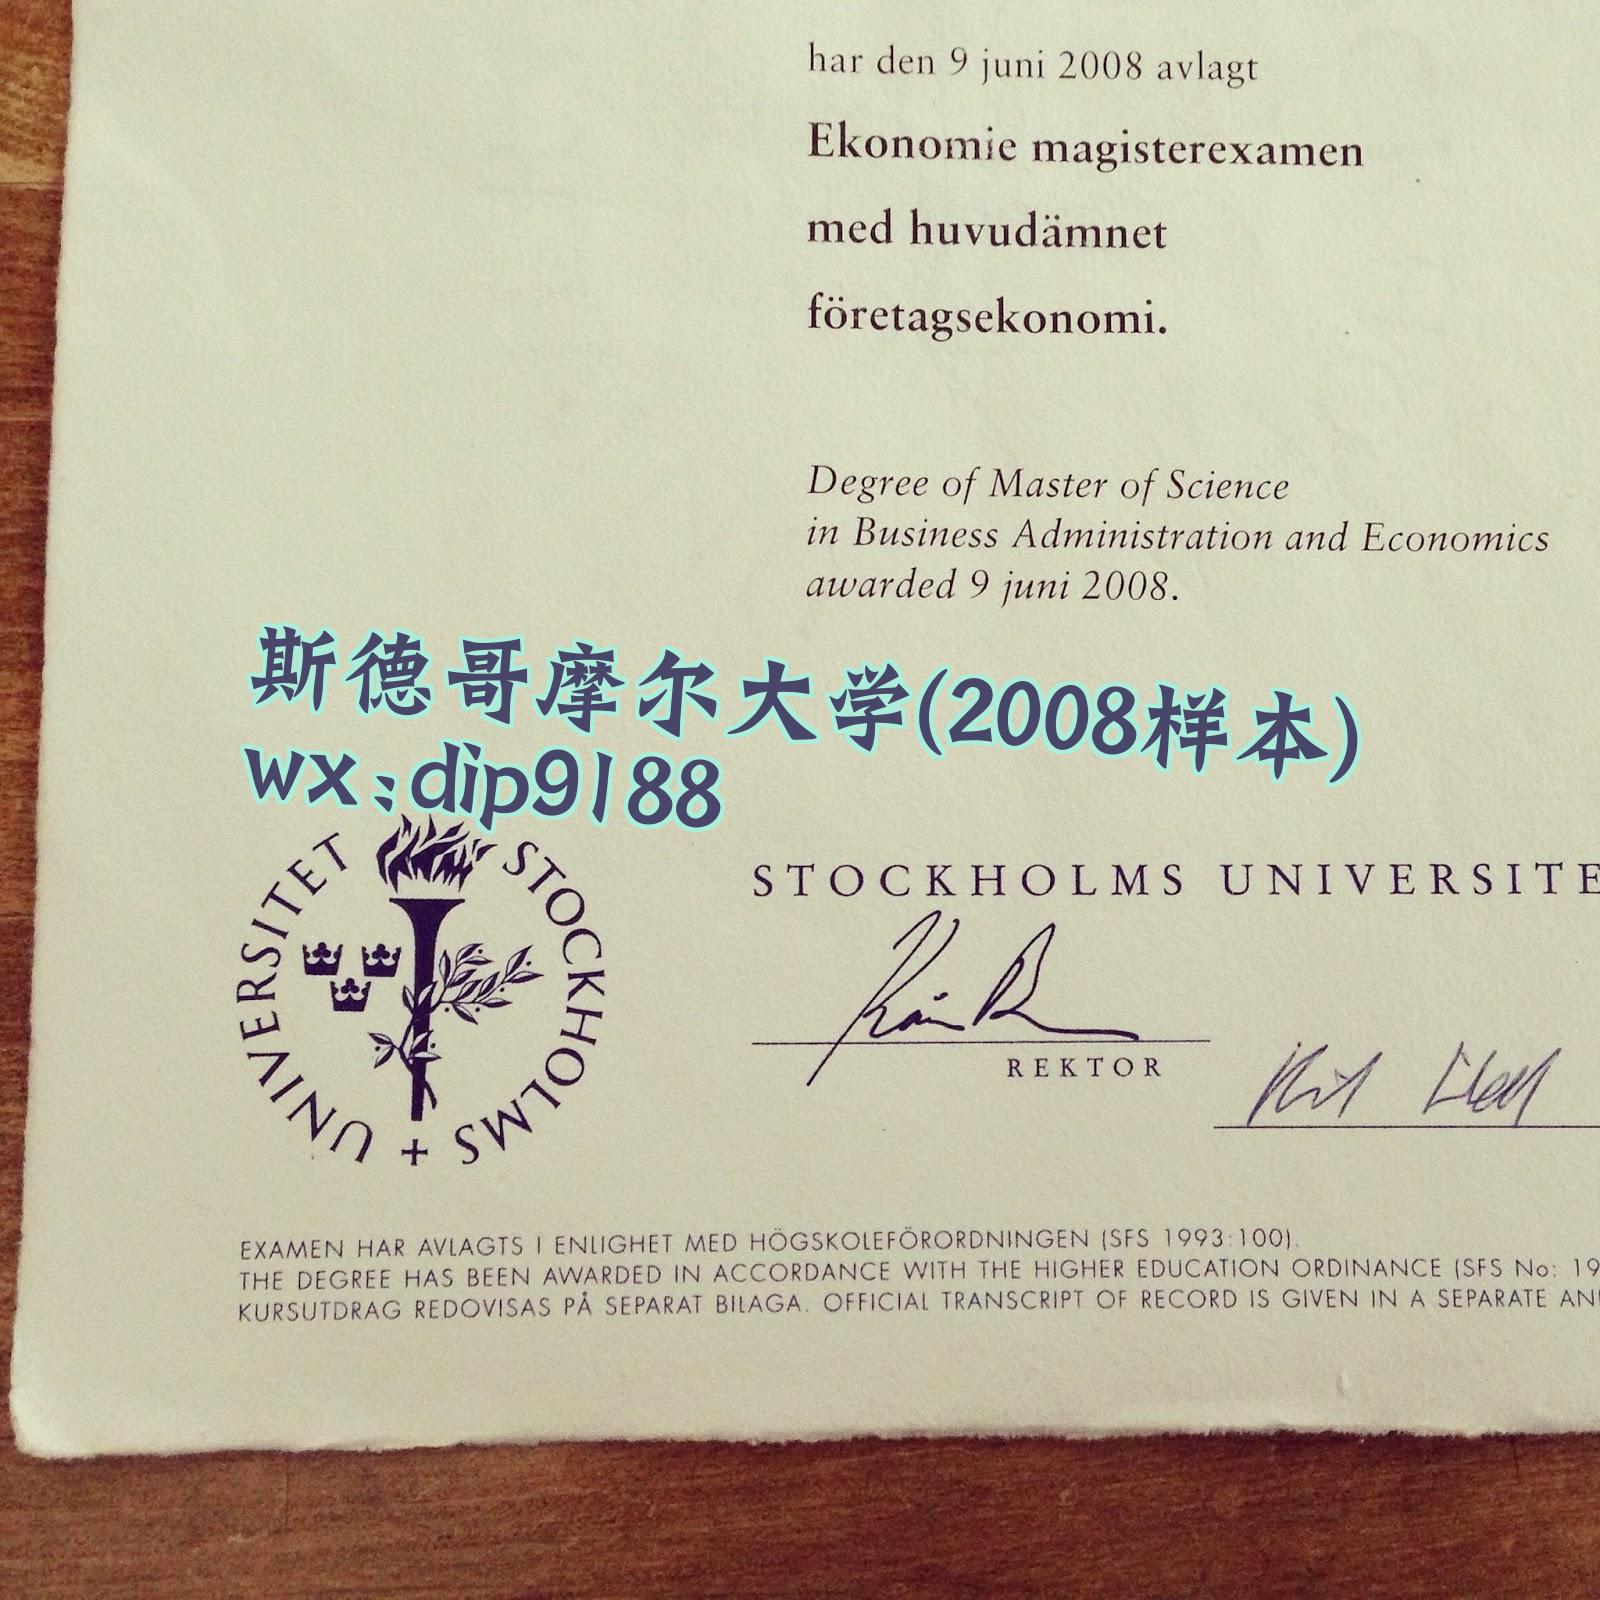 har den 9 juni 2008 avlagt
Ekonomie magisterexamen
med huvudämnet
företagsekonomi.
Degree of Master of Science
in Business Administration and Economics
awarded 9 juni 2008.
斯德哥摩尔大学(2008样本)
wx:dip9188
STOCKHOLMS UNIVERSITET
STOCKHOLMS UNIVERSITE
REKTOR
EXAMEN HAR AVLAGTS I ENLIGHET MED HÖGSKOLEFÖRORDNINGEN (SFS 1993:100).
THE DEGREE HAS BEEN AWARDED IN ACCORDANCE WITH THE HIGHER EDUCATION ORDINANCE (SFS No: 19
KURSUTDRAG REDOVISAS PÅ SEPARAT BILAGA. OFFICIAL TRANSCRIPT OF RECORD IS GIVEN IN A SEPARATE AN